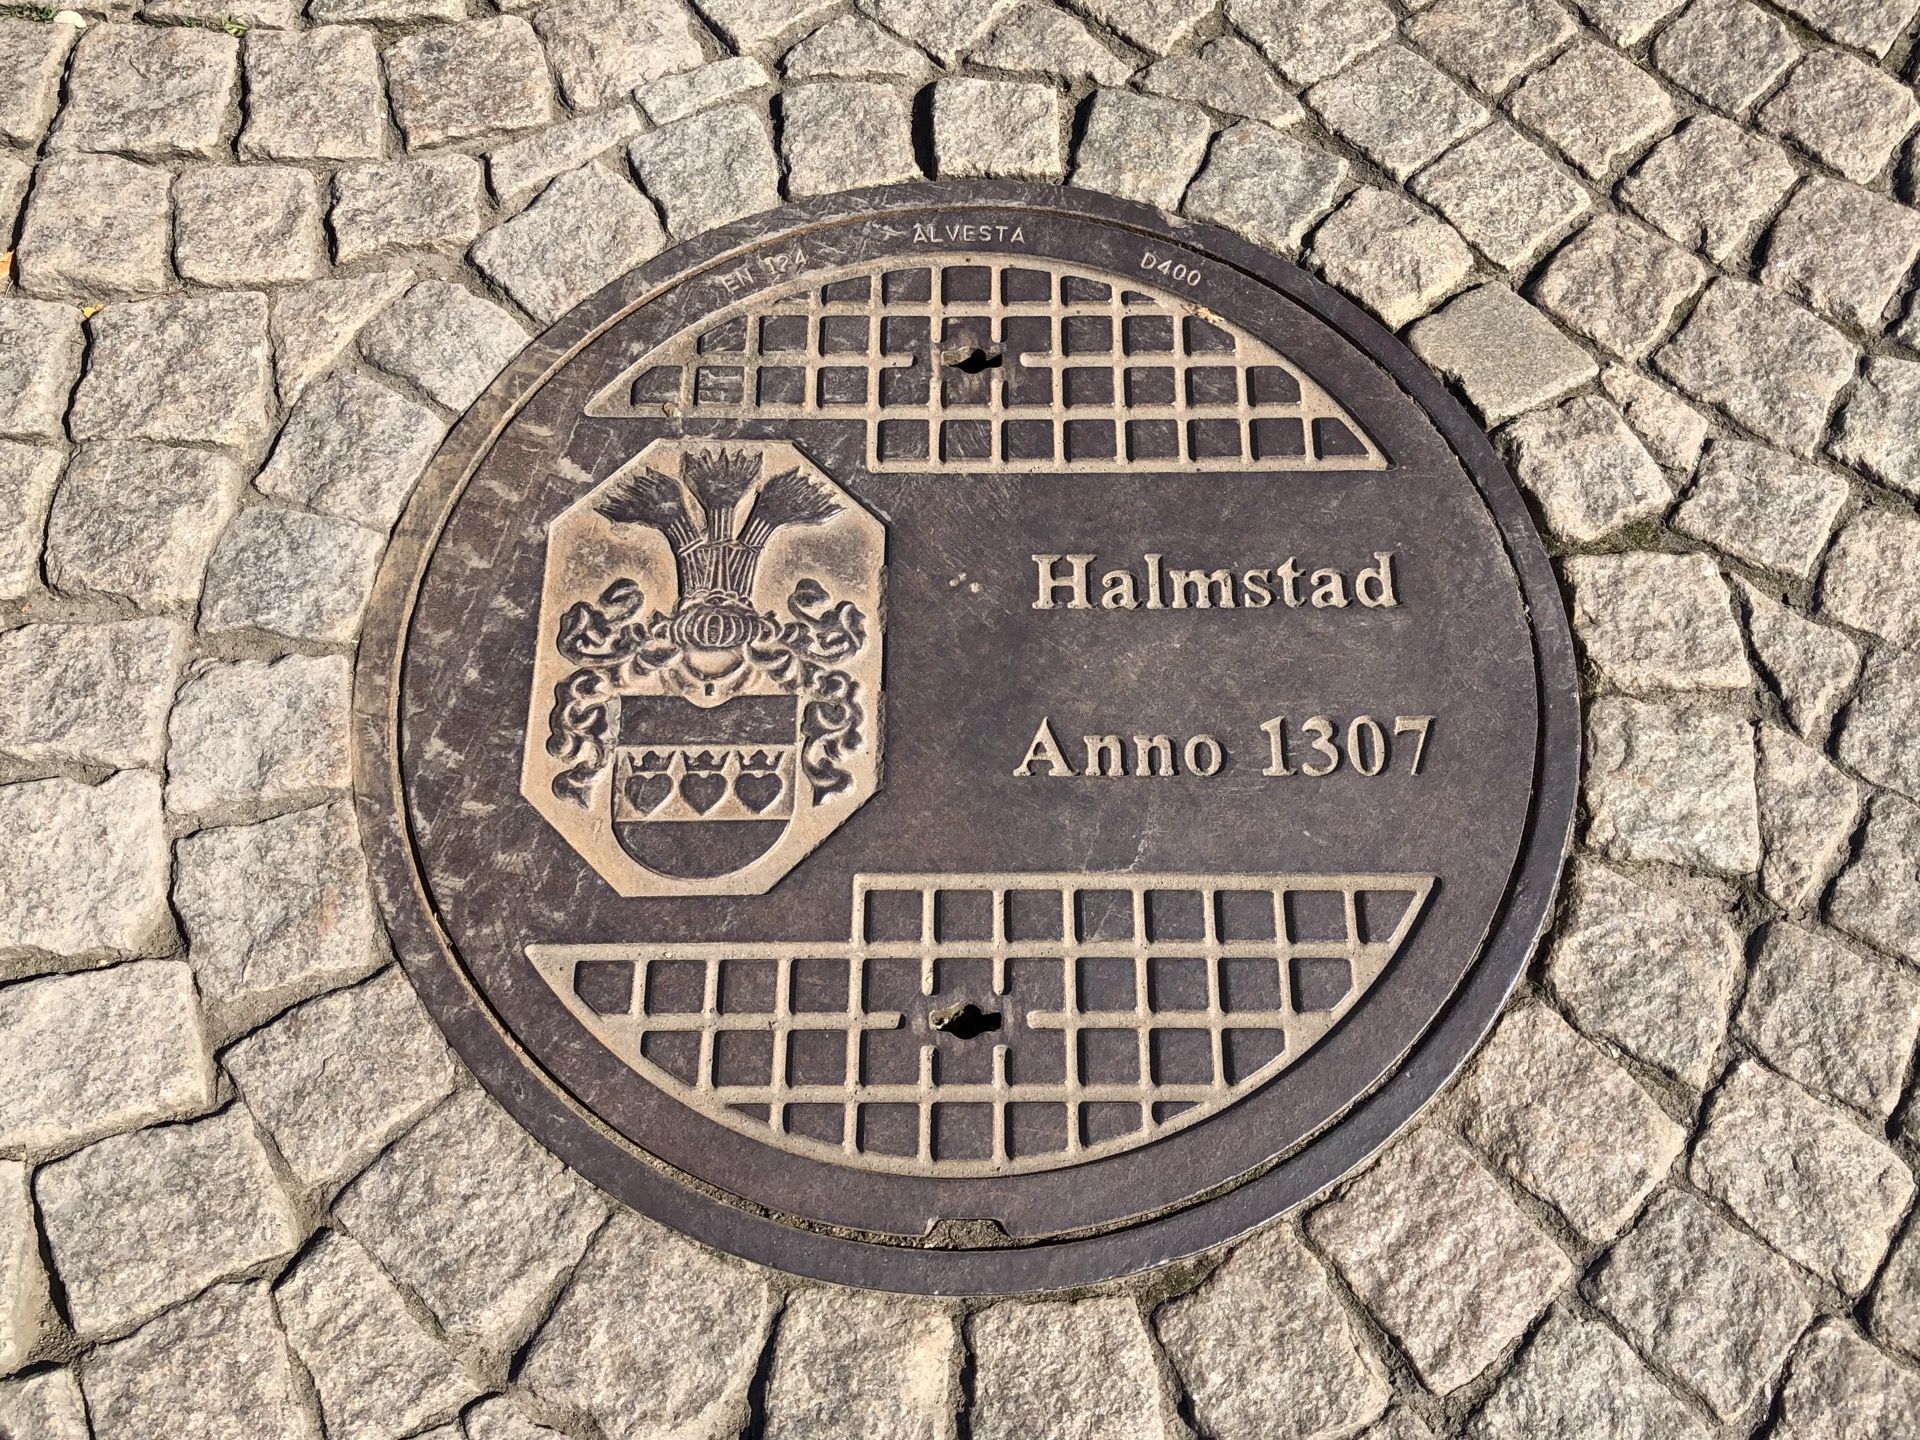 EN 124 ALVESTA D400
Halmstad
Anno 1307